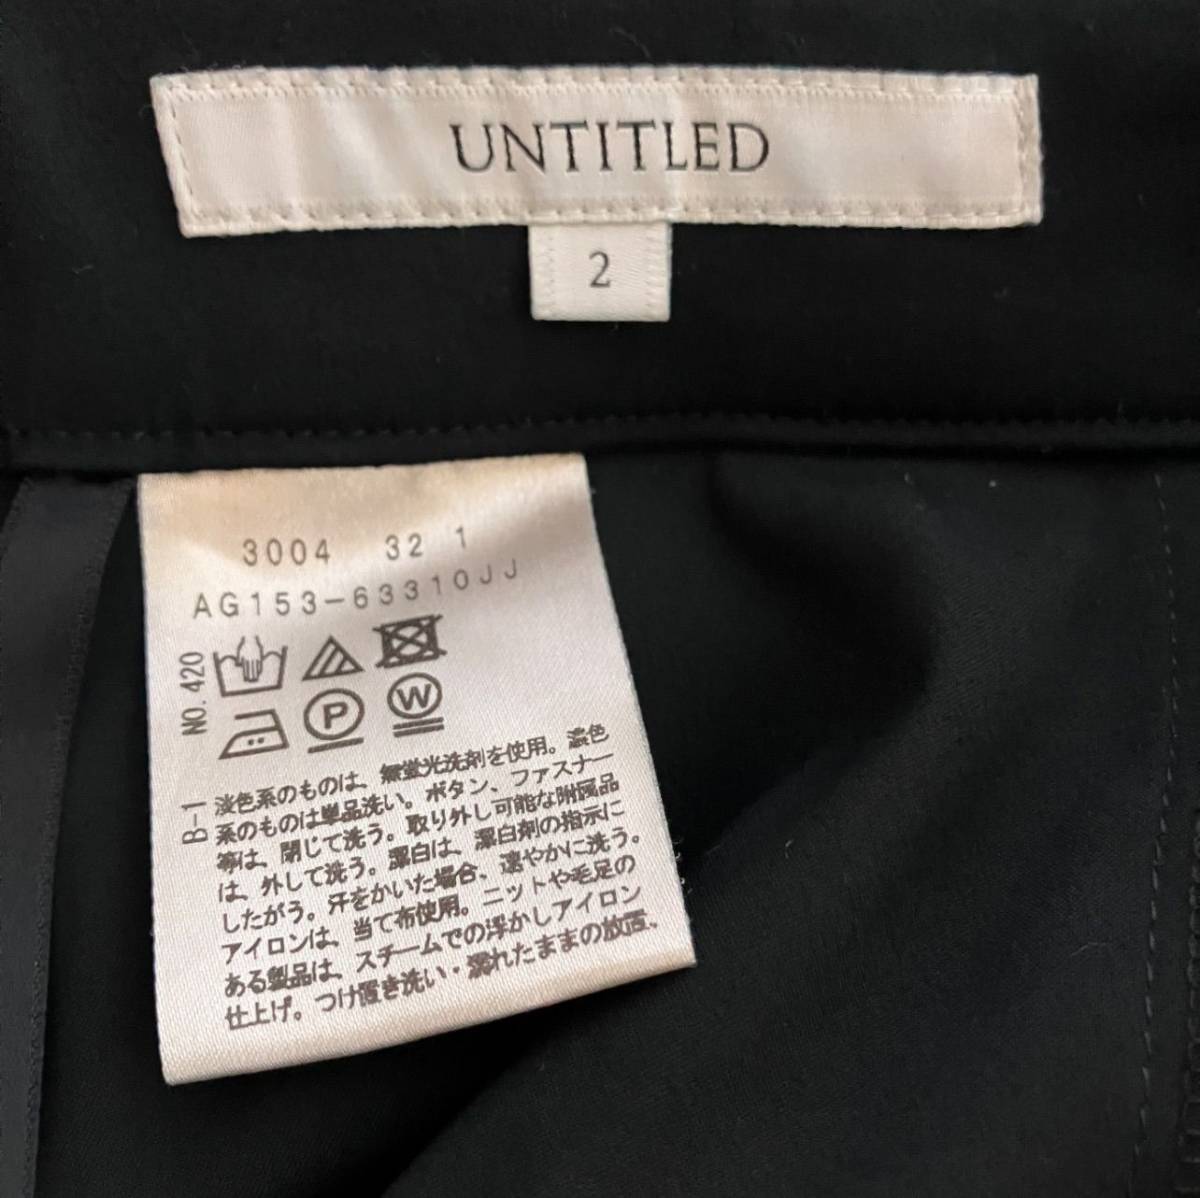 UNTITLED
2
3004 32 1
AG153-63310JJ
NO.420
P
W
B-1
淡色系のものは、無蛍光洗剤を使用。濃色
系のものは単品洗い。ボタン、ファスナー
等は、閉じて洗う。取り外し可能な附属品
は、外して洗う。漂白は、漂白剤の指示に
したがう。汗をかいた場合、速やかに洗う。
アイロンは、当て布使用。ニットや毛足の
ある製品は、スチームでの浮かしアイロン
仕上げ。つけ置き洗い・濡れたままの放置、